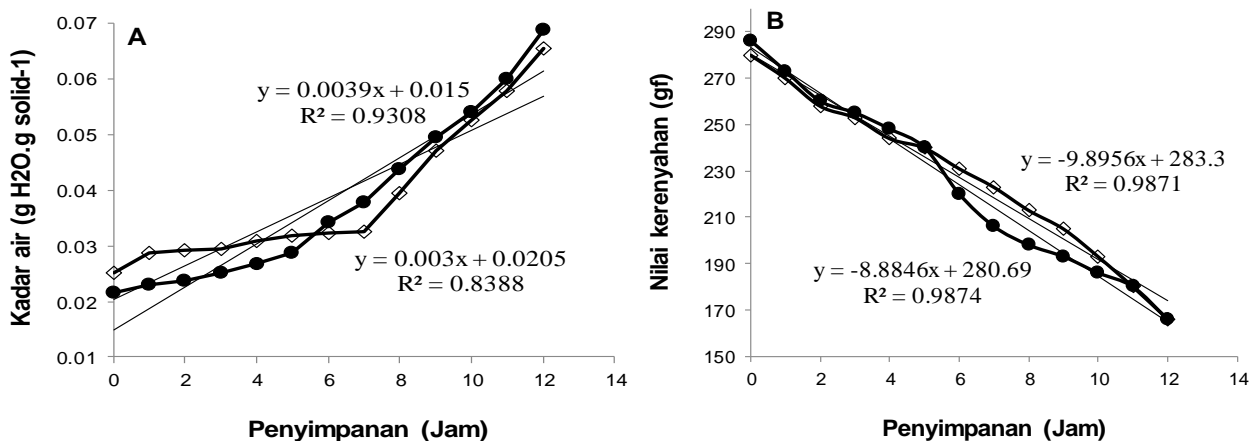 A
Kadar air (g H2O.g solid-1)
0.07
0.06
0.05
0.04
0.03
0.02
0.01
y = 0.0039x + 0.015
R² = 0.9308
y = 0.003x + 0.0205
R² = 0.8388
0 2 4 6 8 10 12 14
Penyimpanan (Jam)
B
Nilai kerenyahan (gf)
290
270
250
230
210
190
170
150
y = -9.8956x + 283.3
R² = 0.9871
y = -8.8846x + 280.69
R² = 0.9874
0 2 4 6 8 10 12 14
Penyimpanan (Jam)